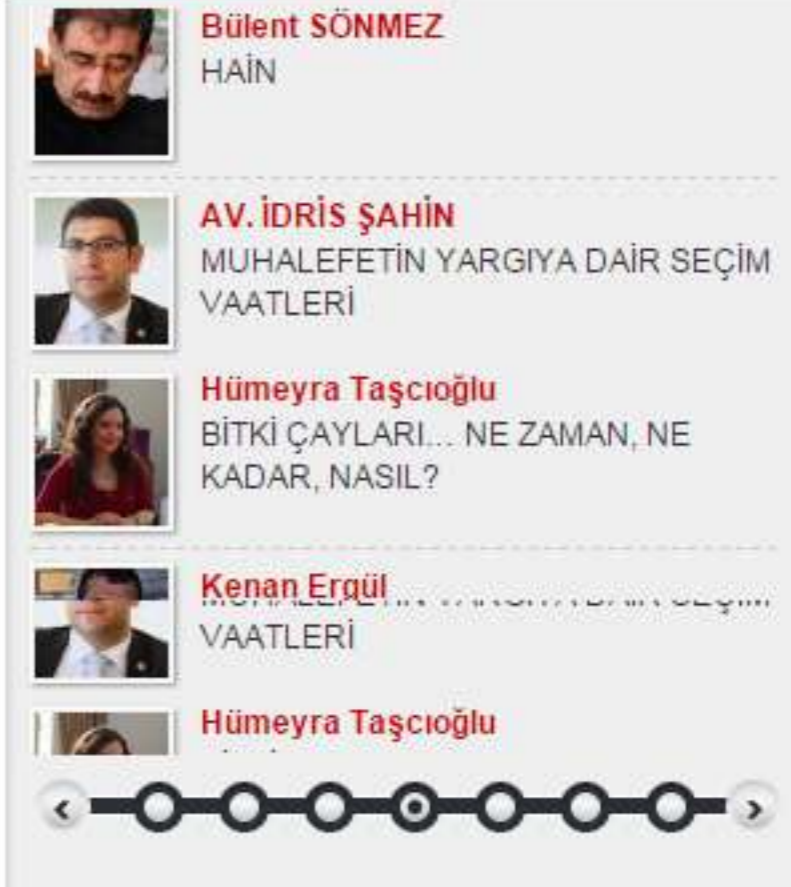 Bülent SÖNMEZ
HAİN
AV. İDRİS ŞAHİN
MUHALEFETİN YARGIYA DAİR SEÇİM
VAATLERİ
Hümeyra Taşcıoğlu
BİTKİ ÇAYLARI... NE ZAMAN, NE
KADAR, NASIL?
Kenan Ergül
VAATLERİ
Hümeyra Taşcıoğlu